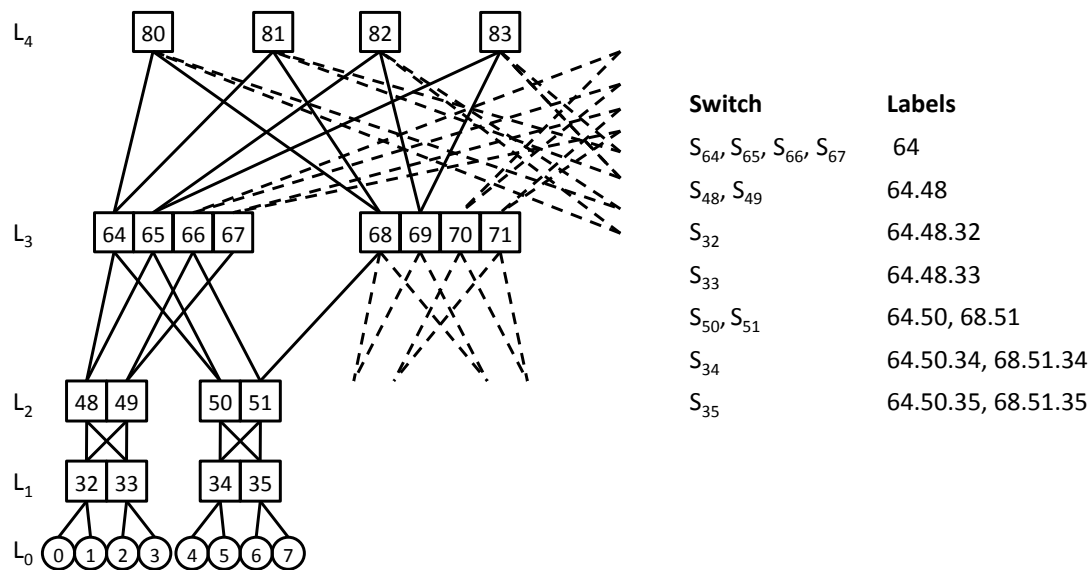 L₄ 80 81 82 83
L₃ 64 65 66 67 68 69 70 71
L₂ 48 49 50 51
L₁ 32 33 34 35
L₀ 0 1 2 3 4 5 6 7
Switch Labels
S₆₄, S₆₅, S₆₆, S₆₇ 64
S₄₈, S₄₉ 64.48
S₃₂ 64.48.32
S₃₃ 64.48.33
S₅₀, S₅₁ 64.50, 68.51
S₃₄ 64.50.34, 68.51.34
S₃₅ 64.50.35, 68.51.35